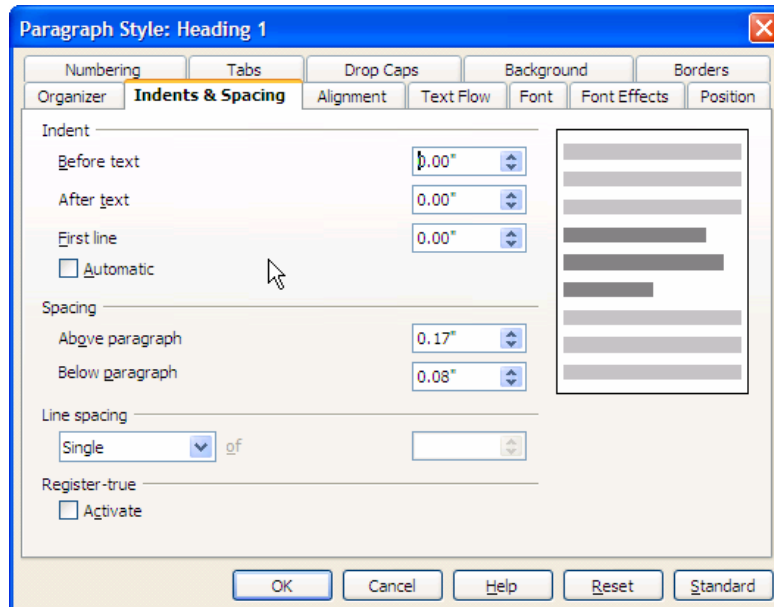 Paragraph Style: Heading 1
Numbering Tabs Drop Caps Background Borders
Organizer Indents & Spacing Alignment Text Flow Font Font Effects Position
Indent
Before text 0.00"
After text 0.00"
First line 0.00"
Automatic
Spacing
Above paragraph 0.17"
Below paragraph 0.08"
Line spacing
Single of
Register-true
Activate
OK Cancel Help Reset Standard